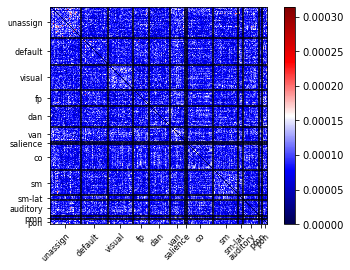 unassign
default
visual
fp
dan
van
salience
co
sm
sm-lat
auditory
pmn
pon
unassign
default
visual
fp
dan
van
salience
co
sm
sm-lat
auditory
pon
0.00030
0.00025
0.00020
0.00015
0.00010
0.00005
0.00000